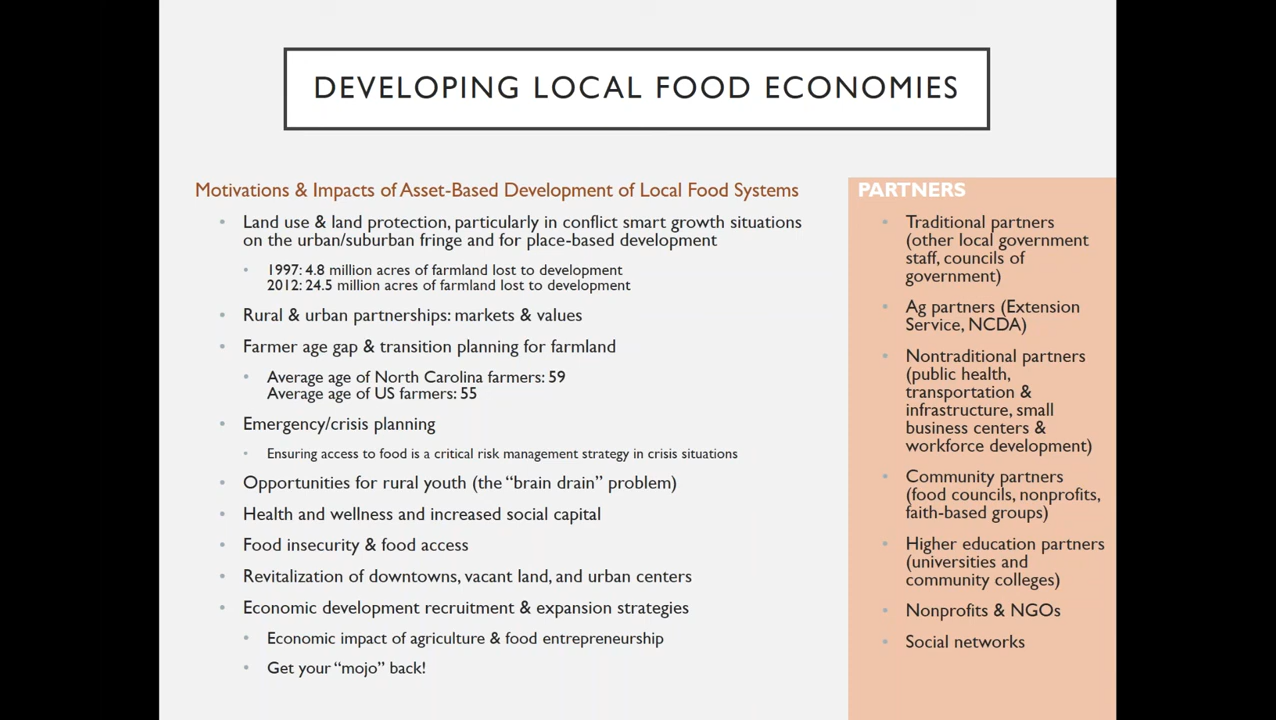 DEVELOPING LOCAL FOOD ECONOMIES
Motivations & Impacts of Asset-Based Development of Local Food Systems
• Land use & land protection, particularly in conflict smart growth situations
on the urban/suburban fringe and for place-based development
• 1997: 4.8 million acres of farmland lost to development
2012: 24.5 million acres of farmland lost to development
• Rural & urban partnerships: markets & values
• Farmer age gap & transition planning for farmland
• Average age of North Carolina farmers: 59
Average age of US farmers: 55
• Emergency/crisis planning
• Ensuring access to food is a critical risk management strategy in crisis situations
• Opportunities for rural youth (the “brain drain” problem)
• Health and wellness and increased social capital
• Food insecurity & food access
• Revitalization of downtowns, vacant land, and urban centers
• Economic development recruitment & expansion strategies
• Economic impact of agriculture & food entrepreneurship
• Get your “mojo” back!
PARTNERS
• Traditional partners
(other local government
staff, councils of
government)
• Ag partners (Extension
Service, NCDA)
• Nontraditional partners
(public health,
transportation &
infrastructure, small
business centers &
workforce development)
• Community partners
(food councils, nonprofits,
faith-based groups)
• Higher education partners
(universities and
community colleges)
• Nonprofits & NGOs
• Social networks